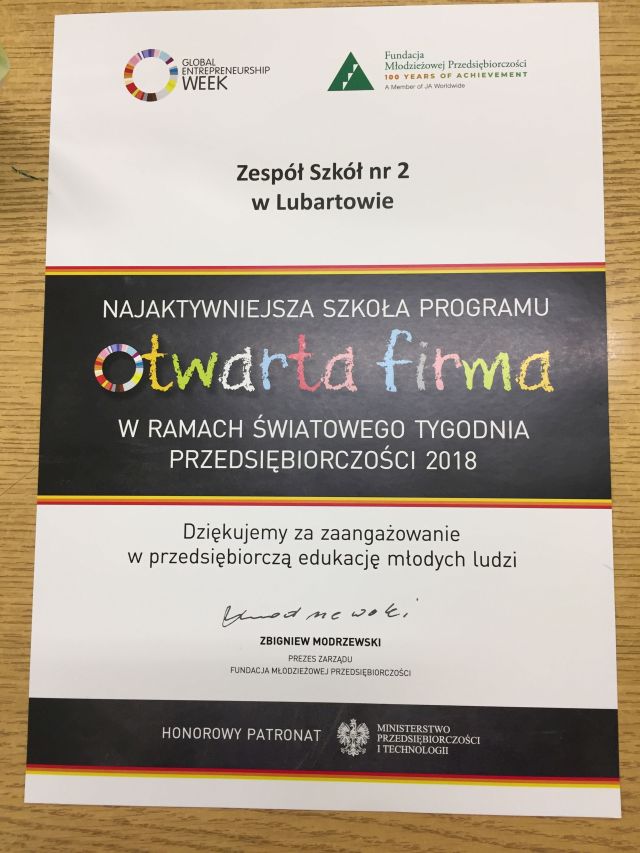 GLOBAL
ENTREPRENEURSHIP
WEEK
Fundacja
Młodzieżowej Przedsiębiorczości
100 YEARS OF ACHIEVEMENT
A Member of JA Worldwide
Zespół Szkół nr 2
w Lubartowie
NAJAKTYWNIEJSZA SZKOŁA PROGRAMU
Otwarta firma
W RAMACH ŚWIATOWEGO TYGODNIA
PRZEDSIĘBIORCZOŚCI 2018
Dziękujemy za zaangażowanie
w przedsiębiorczą edukację młodych ludzi
ZBIGNIEW MODRZEWSKI
PREZES ZARZĄDU
FUNDACJA MŁODZIEŻOWEJ PRZEDSIĘBIORCZOŚCI
HONOROWY PATRONAT
MINISTERSTWO
PRZEDSIĘBIORCZOŚCI
I TECHNOLOGII